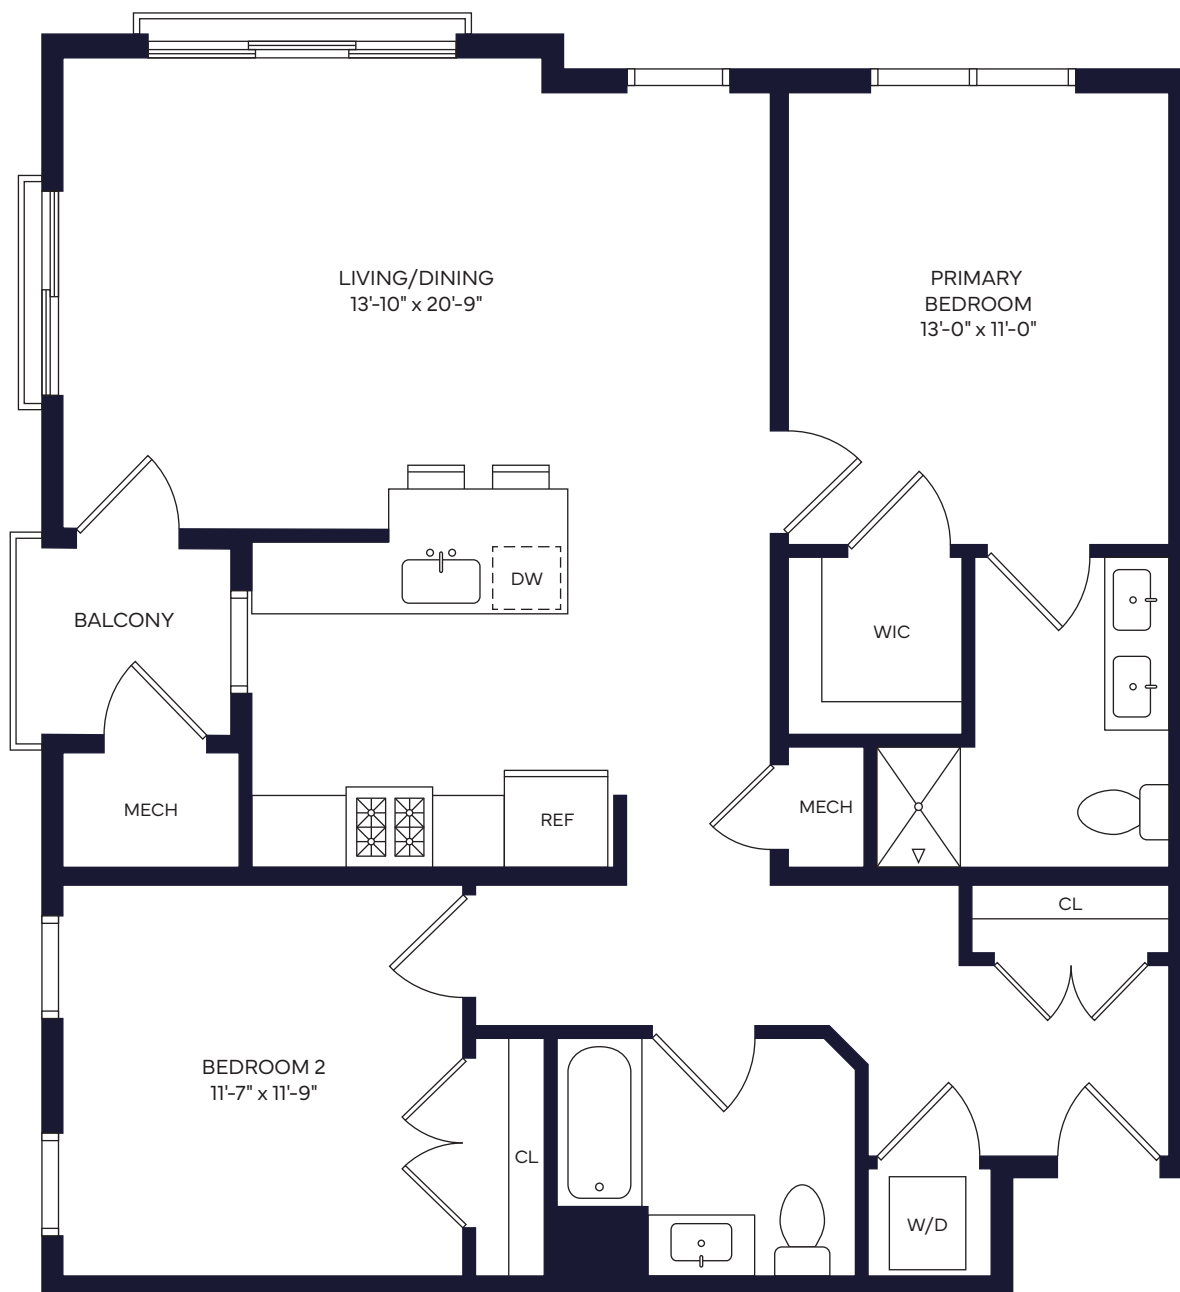 LIVING/DINING
13'-10" x 20'-9"
PRIMARY
BEDROOM
13'-0" x 11'-0"
DW
BALCONY
WIC
MECH
REF
MECH
CL
BEDROOM 2
11'-7" x 11'-9"
CL
W/D